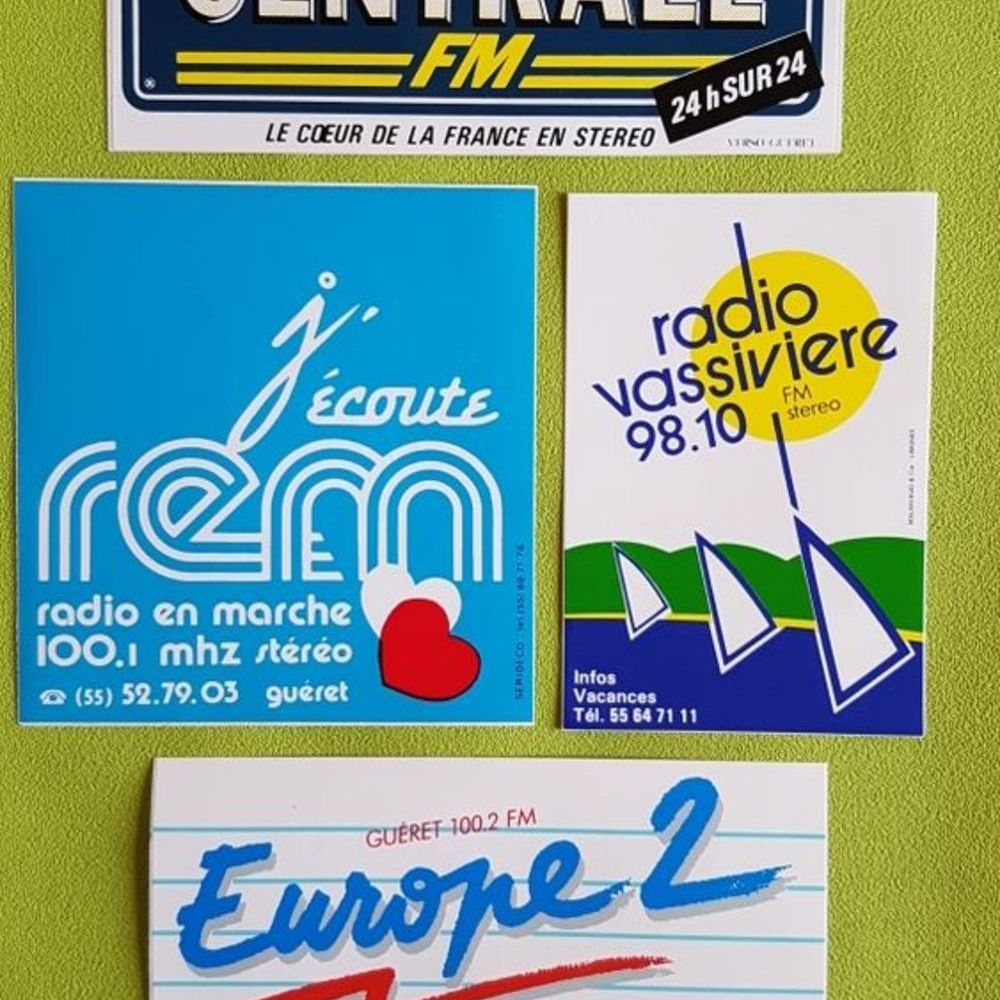 CENTRALE
FM
24 h SUR 24
LE CŒUR DE LA FRANCE EN STEREO
VERSO GUERET
j'écoute
rem
radio en marche
100.1 mhz stéréo
☎ (55) 52.79.03 guéret
radio
vassiviere
98.10
FM
stereo
Infos
Vacances
Tél. 55 64 71 11
GUÉRET 100.2 FM
Europe 2